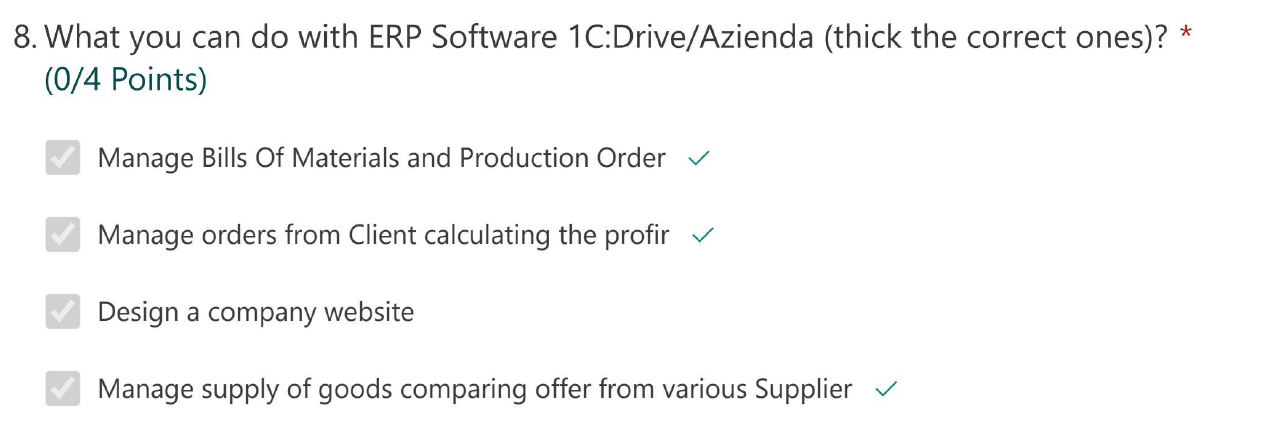 8. What you can do with ERP Software 1C:Drive/Azienda (thick the correct ones)? *
(0/4 Points)
Manage Bills Of Materials and Production Order
Manage orders from Client calculating the profir
Design a company website
Manage supply of goods comparing offer from various Supplier